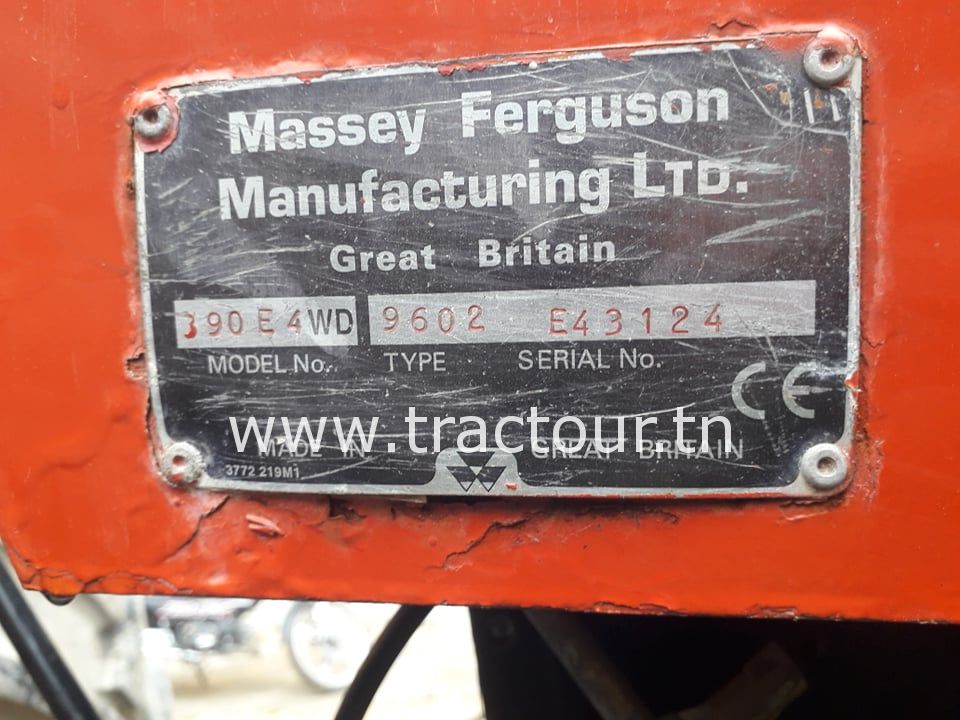 Massey Ferguson
Manufacturing LTD.
Great Britain
390 E 4WD 9602 E43124
MODEL No. TYPE SERIAL No.
CE
www.tractour.tn
MADE IN GREAT BRITAIN
3772 219M1